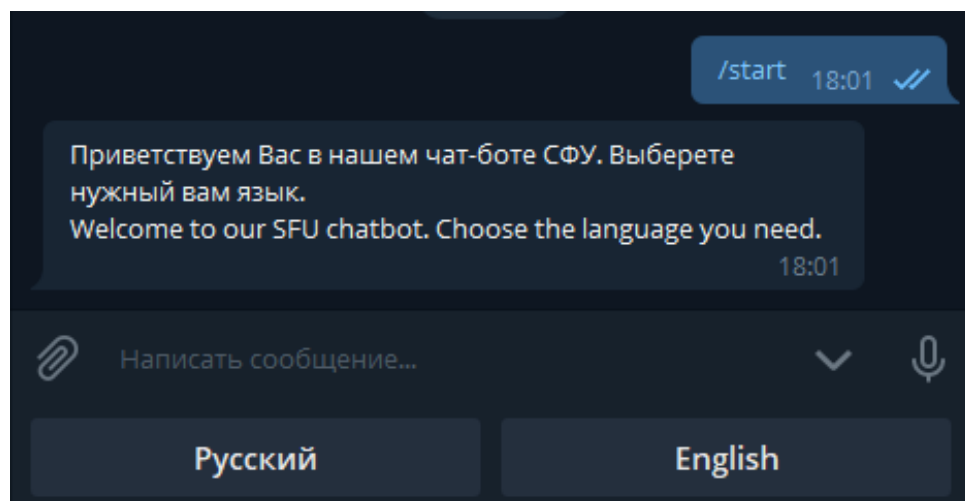 /start 18:01
Приветствуем Вас в нашем чат-боте СФУ. Выберете
нужный вам язык.
Welcome to our SFU chatbot. Choose the language you need.
18:01
Написать сообщение...
Русский English